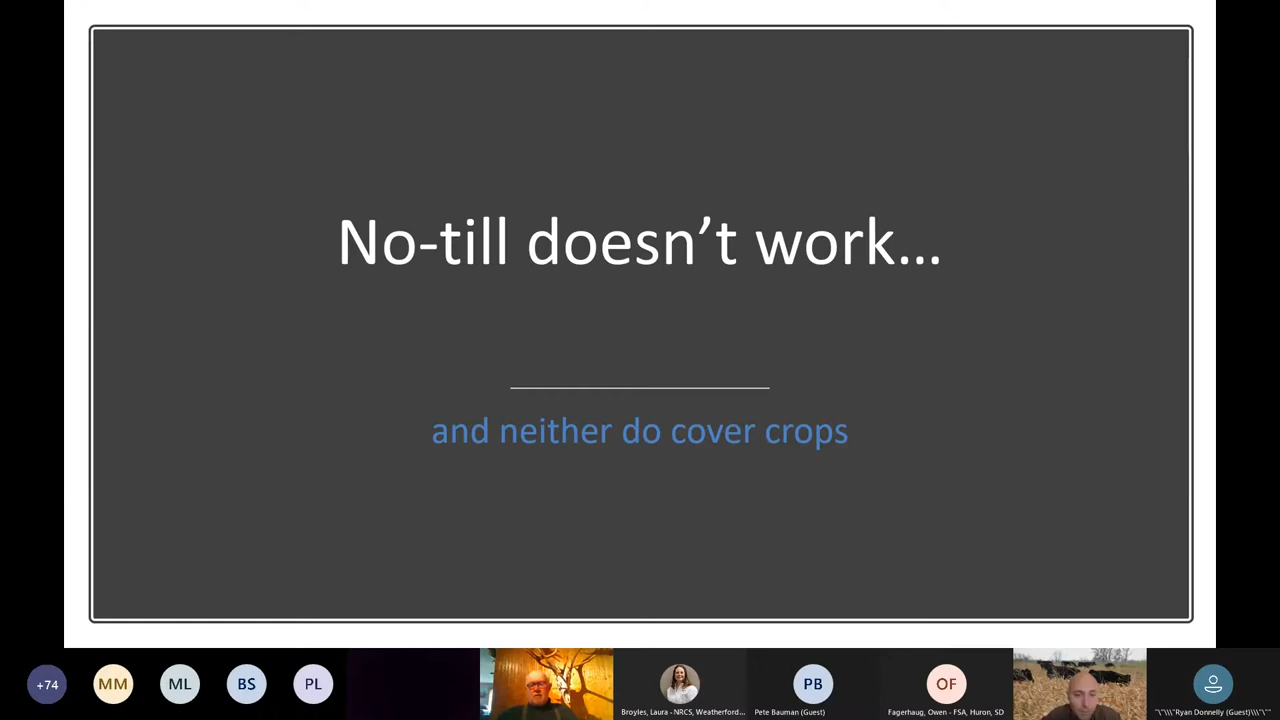 No-till doesn’t work...
and neither do cover crops
+74
MM
ML
BS
PL
Broyles, Laura - NRCS, Weatherford...
PB
Pete Bauman (Guest)
OF
Fagerhaug, Owen - FSA, Huron, SD
"\"\\\"Ryan Donnelly (Guest)\\\"\""